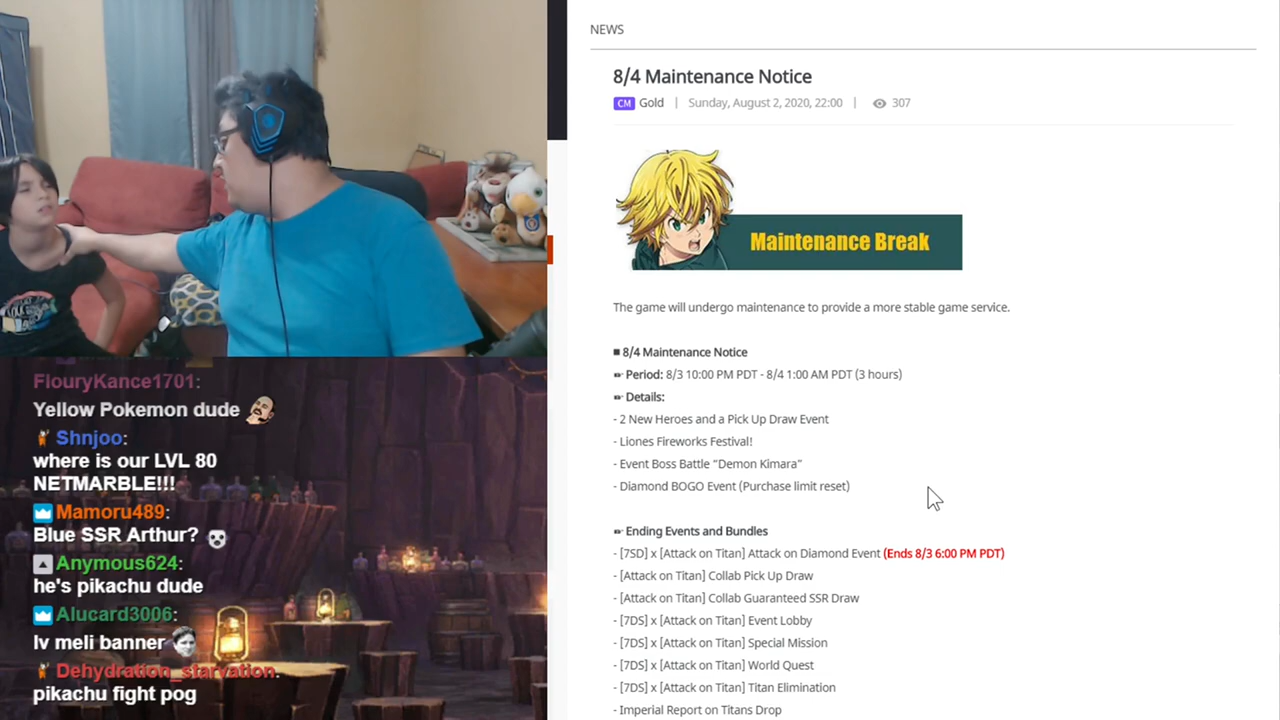 NEWS
8/4 Maintenance Notice
CM Gold | Sunday, August 2, 2020, 22:00 | 307
Maintenance Break
The game will undergo maintenance to provide a more stable game service.
■ 8/4 Maintenance Notice
Period: 8/3 10:00 PM PDT - 8/4 1:00 AM PDT (3 hours)
Details:
- 2 New Heroes and a Pick Up Draw Event
- Liones Fireworks Festival!
- Event Boss Battle "Demon Kimara"
- Diamond BOGO Event (Purchase limit reset)
Ending Events and Bundles
- [7SD] x [Attack on Titan] Attack on Diamond Event (Ends 8/3 6:00 PM PDT)
- [Attack on Titan] Collab Pick Up Draw
- [Attack on Titan] Collab Guaranteed SSR Draw
- [7DS] x [Attack on Titan] Event Lobby
- [7DS] x [Attack on Titan] Special Mission
- [7DS] x [Attack on Titan] World Quest
- [7DS] x [Attack on Titan] Titan Elimination
- Imperial Report on Titans Drop
FlouryKance1701:
Yellow Pokemon dude
Shnjoo:
where is our LVL 80
NETMARBLE!!!
Mamoru489:
Blue SSR Arthur?
Anymous624:
he's pikachu dude
Alucard3006:
lv meli banner
Dehydration_starvation:
pikachu fight pog